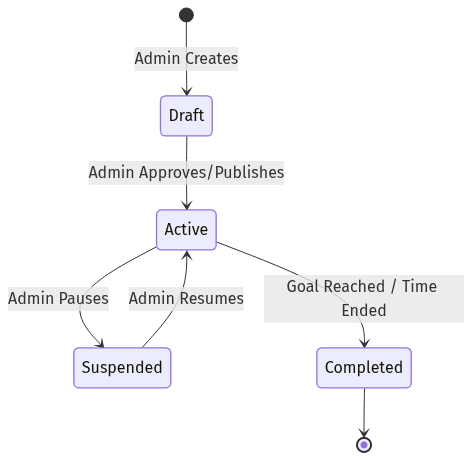 Admin Creates
Draft
Admin Approves/Publishes
Active
Admin Pauses
Admin Resumes
Goal Reached / Time
Ended
Suspended
Completed